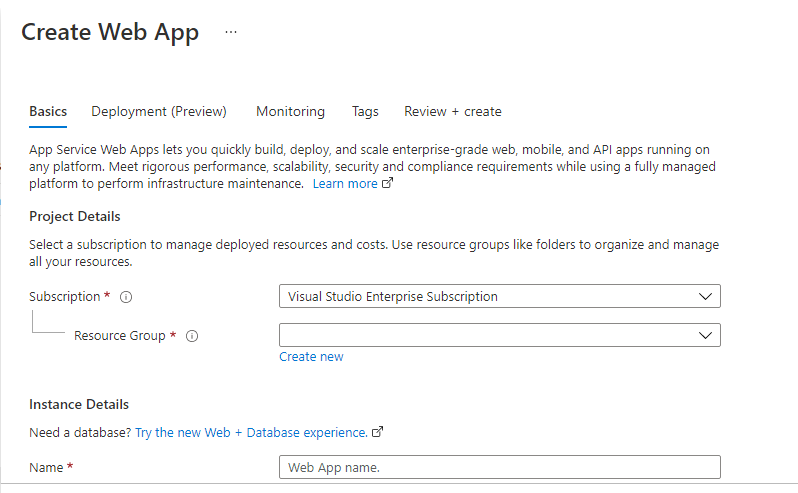 Create Web App ...
Basics Deployment (Preview) Monitoring Tags Review + create
App Service Web Apps lets you quickly build, deploy, and scale enterprise-grade web, mobile, and API apps running on
any platform. Meet rigorous performance, scalability, security and compliance requirements while using a fully managed
platform to perform infrastructure maintenance. Learn more
Project Details
Select a subscription to manage deployed resources and costs. Use resource groups like folders to organize and manage
all your resources.
Subscription * Visual Studio Enterprise Subscription
Resource Group *
Create new
Instance Details
Need a database? Try the new Web + Database experience.
Name * Web App name.